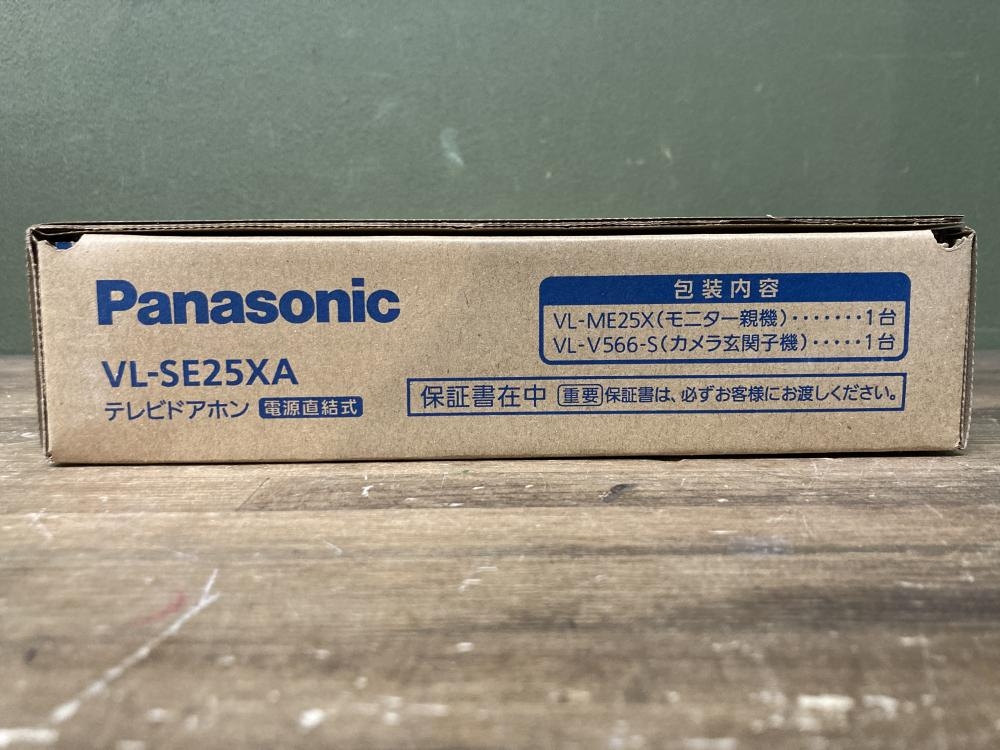 Panasonic
VL-SE25XA
テレビドアホン 電源直結式
包装内容
VL-ME25X(モニター親機)・・・・・・・1台
VL-V566-S(カメラ玄関子機)・・・・・1台
保証書在中 重要 保証書は、必ずお客様にお渡しください。